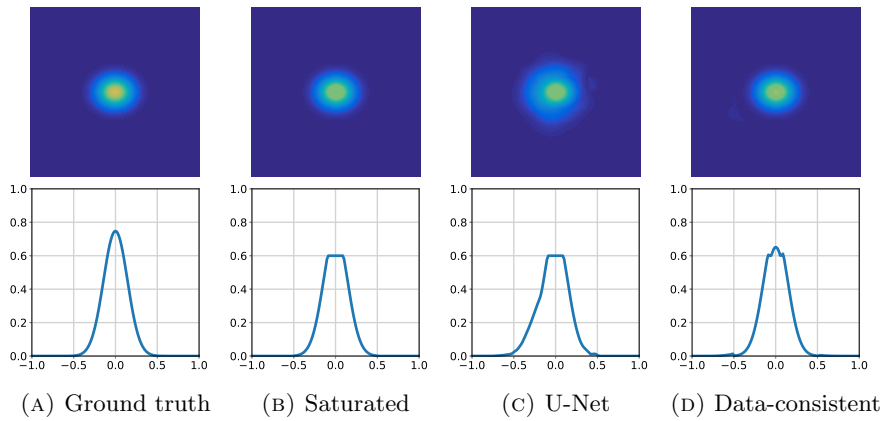 1.0 1.0 1.0 1.0
0.8 0.8 0.8 0.8
0.6 0.6 0.6 0.6
0.4 0.4 0.4 0.4
0.2 0.2 0.2 0.2
0.0 0.0 0.0 0.0
−1.0 −0.5 0.0 0.5 1.0 −1.0 −0.5 0.0 0.5 1.0 −1.0 −0.5 0.0 0.5 1.0 −1.0 −0.5 0.0 0.5 1.0
(A) Ground truth (B) Saturated (C) U-Net (D) Data-consistent